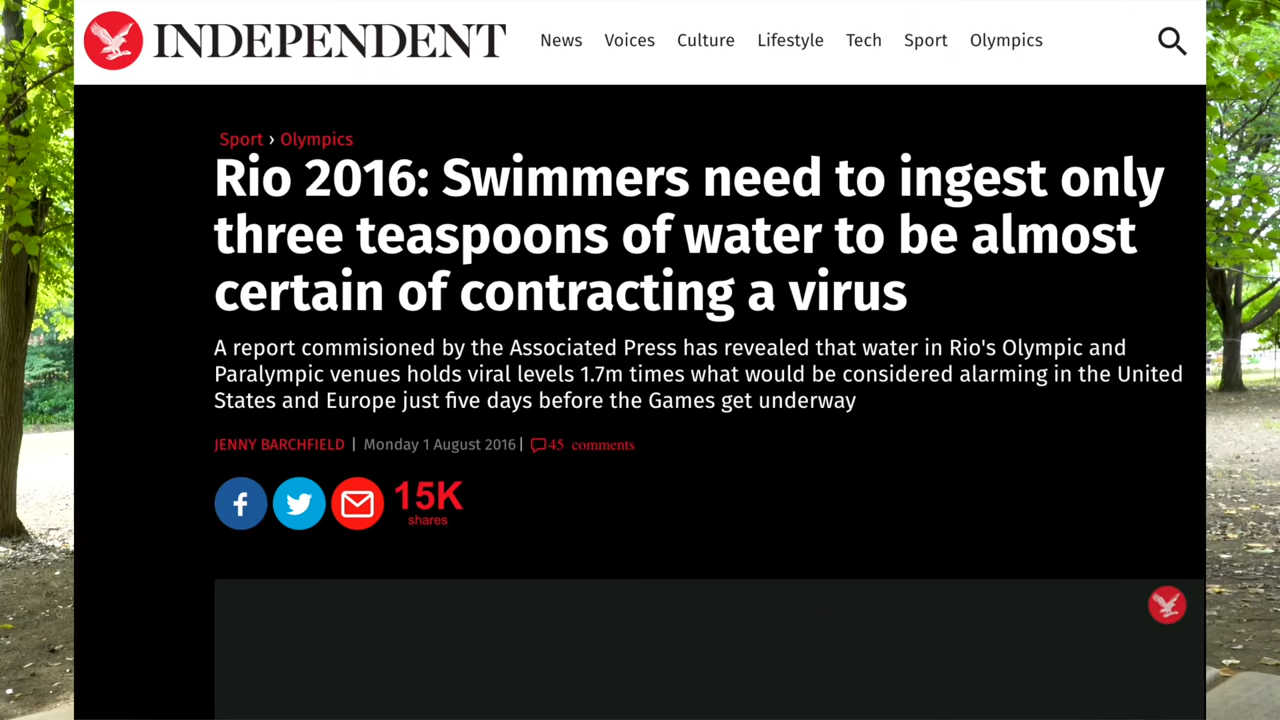 INDEPENDENT
News Voices Culture Lifestyle Tech Sport Olympics
Sport › Olympics
Rio 2016: Swimmers need to ingest only
three teaspoons of water to be almost
certain of contracting a virus
A report commisioned by the Associated Press has revealed that water in Rio's Olympic and
Paralympic venues holds viral levels 1.7m times what would be considered alarming in the United
States and Europe just five days before the Games get underway
JENNY BARCHFIELD | Monday 1 August 2016 | 45 comments
15K
shares